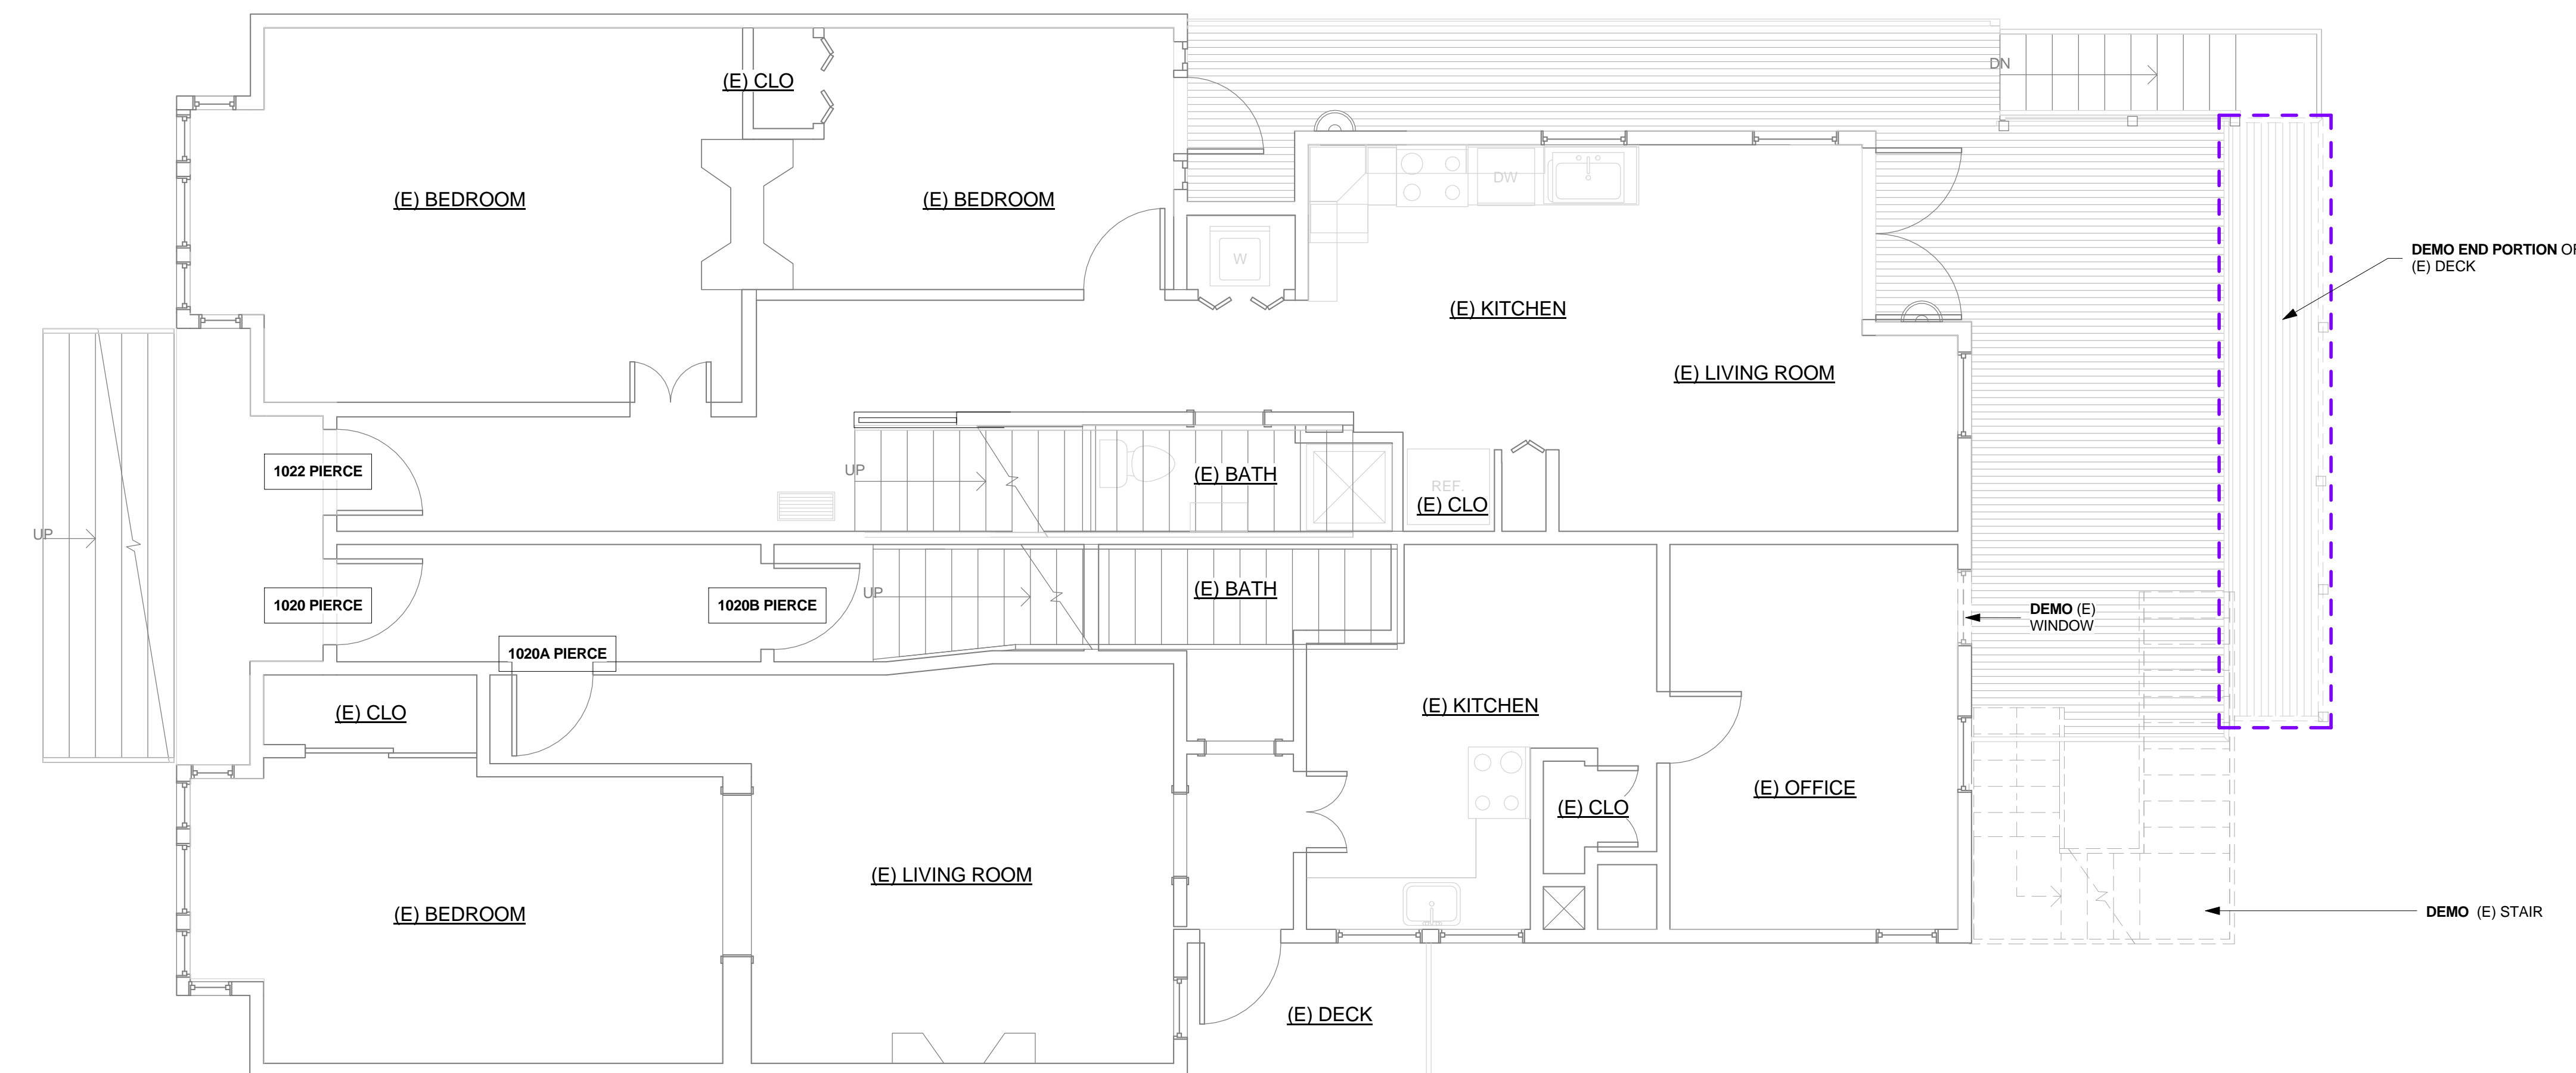 (E) CLO
DN
(E) BEDROOM
(E) BEDROOM
DW
W
DEMO END PORTION OF
(E) DECK
(E) KITCHEN
(E) LIVING ROOM
1022 PIERCE
UP
(E) BATH
REF.
(E) CLO
UP
1020 PIERCE
1020B PIERCE
UP
(E) BATH
DEMO (E)
WINDOW
1020A PIERCE
(E) CLO
(E) KITCHEN
(E) OFFICE
(E) CLO
(E) LIVING ROOM
(E) BEDROOM
DEMO (E) STAIR
(E) DECK